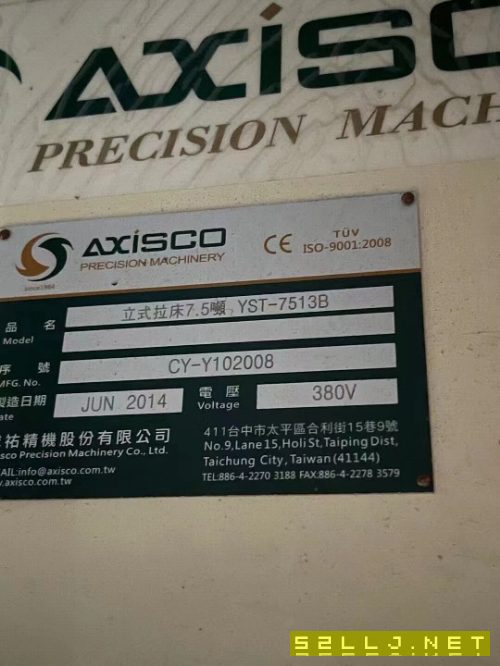 AXISCO
PRECISION MACH
AXISCO
PRECISION MACHINERY
since1984
CE
TÜV
ISO-9001:2008
品 名
Model
立式拉床7.5噸 YST-7513B
序 號
MFG. No.
CY-Y102008
製造日期
JUN 2014
電 壓
Voltage
380V
祐精機股份有限公司
sco Precision Machinery Co., Ltd.
AIL:info@axisco.com.tw
.axisco.com.tw
411台中市太平區合利街15巷9號
No.9,Lane15,HoliSt,Taiping Dist,
Taichung City,Taiwan(41144)
TEL:886-4-2270 3188 FAX:886-4-2278 3579
52LLJ.NET